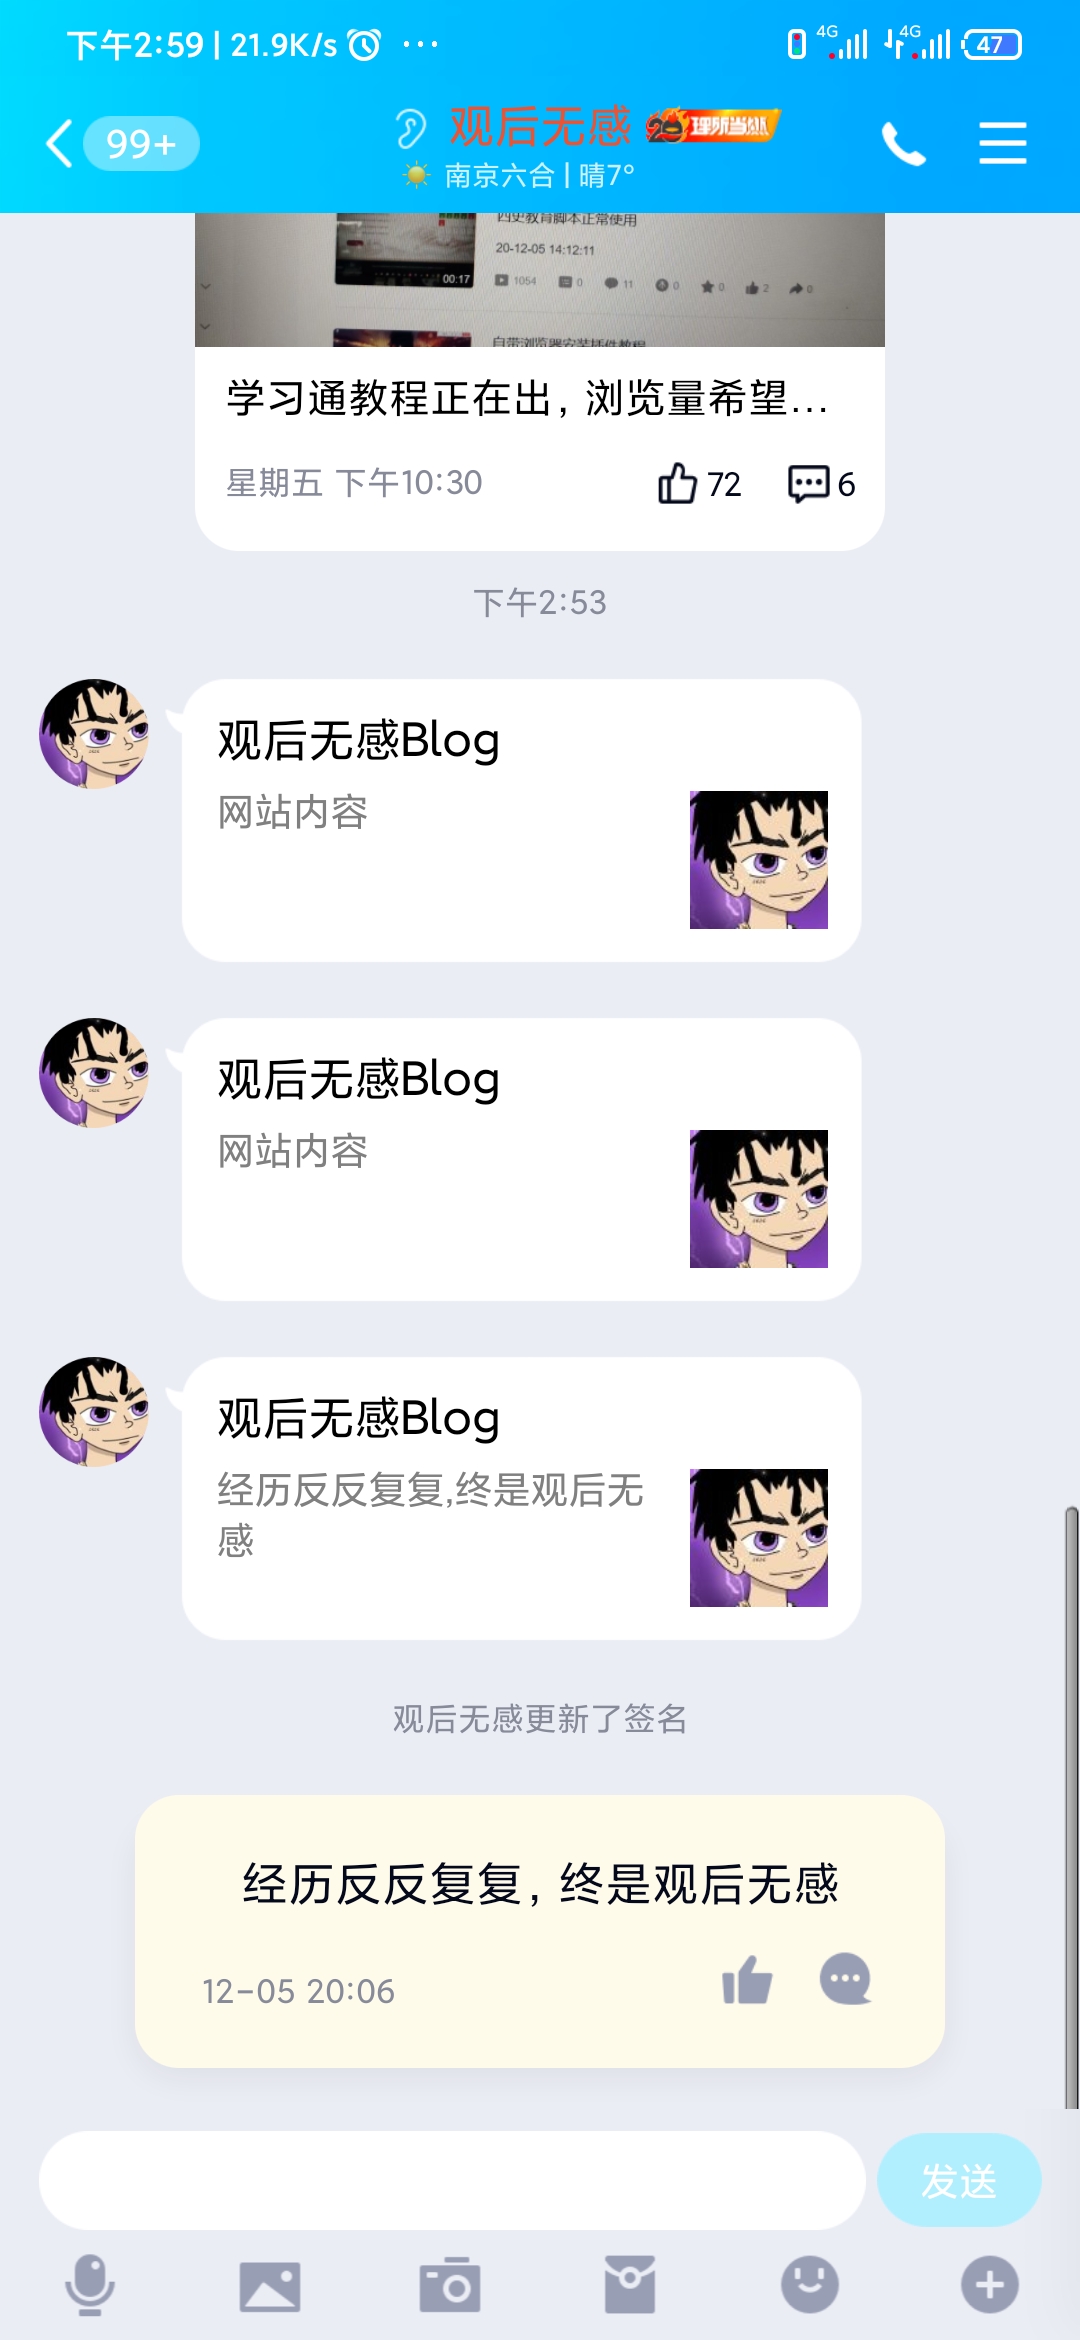 下午2:59 | 21.9K/s ...
4G 4G 47
99+ 观后无感 理所当燃
南京六合 | 晴7°
四史教育脚本正常使用
20-12-05 14:12:11
00:17 1054 0 11 0 0 2 0
自带浏览器安装插件教程
学习通教程正在出，浏览量希望...
星期五 下午10:30 72 6
下午2:53
观后无感Blog
网站内容
观后无感Blog
网站内容
观后无感Blog
经历反反复复,终是观后无
感
观后无感更新了签名
经历反反复复，终是观后无感
12-05 20:06
发送